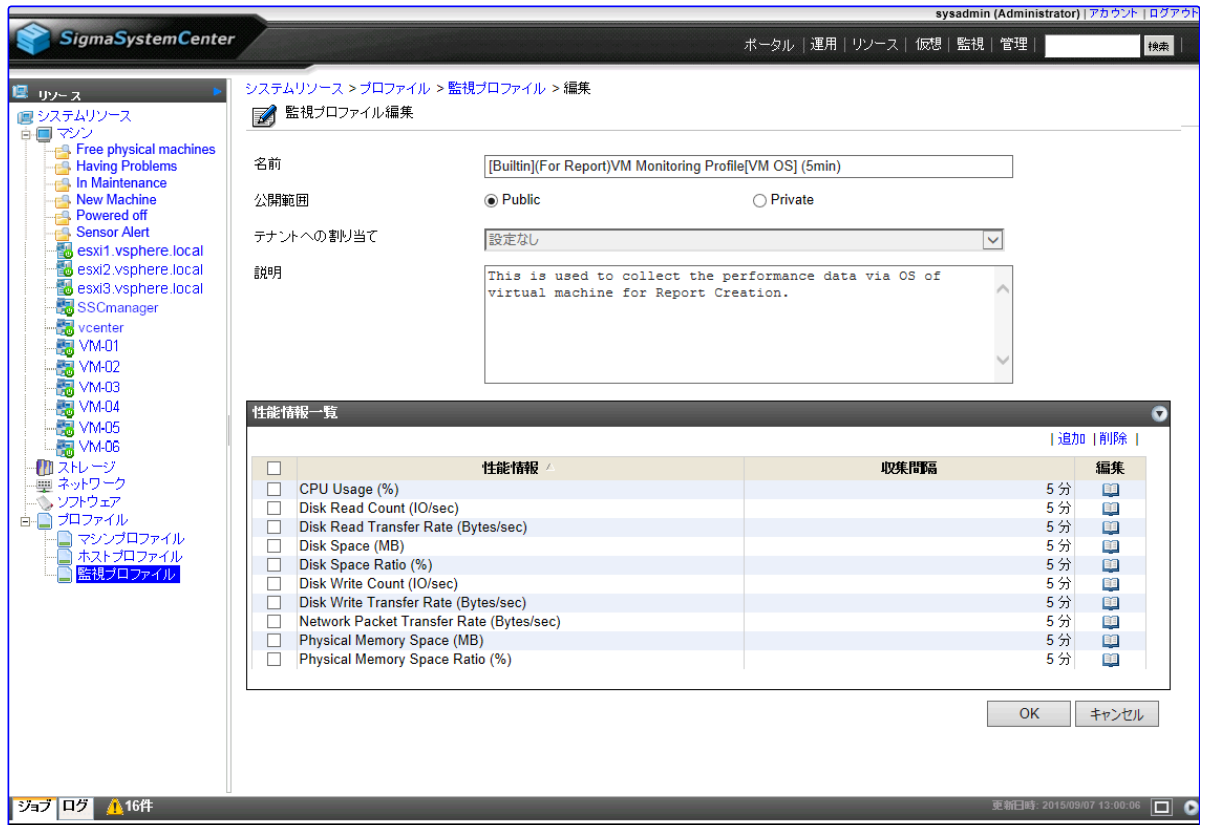 sysadmin (Administrator) | アカウント | ログアウト
SigmaSystemCenter
ポータル | 運用 | リソース | 仮想 | 監視 | 管理 | 検索 |
リソース
システムリソース
マシン
Free physical machines
Having Problems
In Maintenance
New Machine
Powered off
Sensor Alert
esxi1.vsphere.local
esxi2.vsphere.local
esxi3.vsphere.local
SSCmanager
vcenter
VM-01
VM-02
VM-03
VM-04
VM-05
VM-06
ストレージ
ネットワーク
ソフトウェア
プロファイル
マシンプロファイル
ホストプロファイル
監視プロファイル
システムリソース > プロファイル > 監視プロファイル > 編集
監視プロファイル編集
名前 [Builtin](For Report)VM Monitoring Profile[VM OS] (5min)
公開範囲 Public Private
テナントへの割り当て 設定なし
説明 This is used to collect the performance data via OS of
virtual machine for Report Creation.
性能情報一覧
| 追加 | 削除 |
性能情報 収集間隔 編集
CPU Usage (%) 5 分
Disk Read Count (IO/sec) 5 分
Disk Read Transfer Rate (Bytes/sec) 5 分
Disk Space (MB) 5 分
Disk Space Ratio (%) 5 分
Disk Write Count (IO/sec) 5 分
Disk Write Transfer Rate (Bytes/sec) 5 分
Network Packet Transfer Rate (Bytes/sec) 5 分
Physical Memory Space (MB) 5 分
Physical Memory Space Ratio (%) 5 分
OK キャンセル
ジョブ ログ 16件 更新日時: 2015/09/07 13:00:06